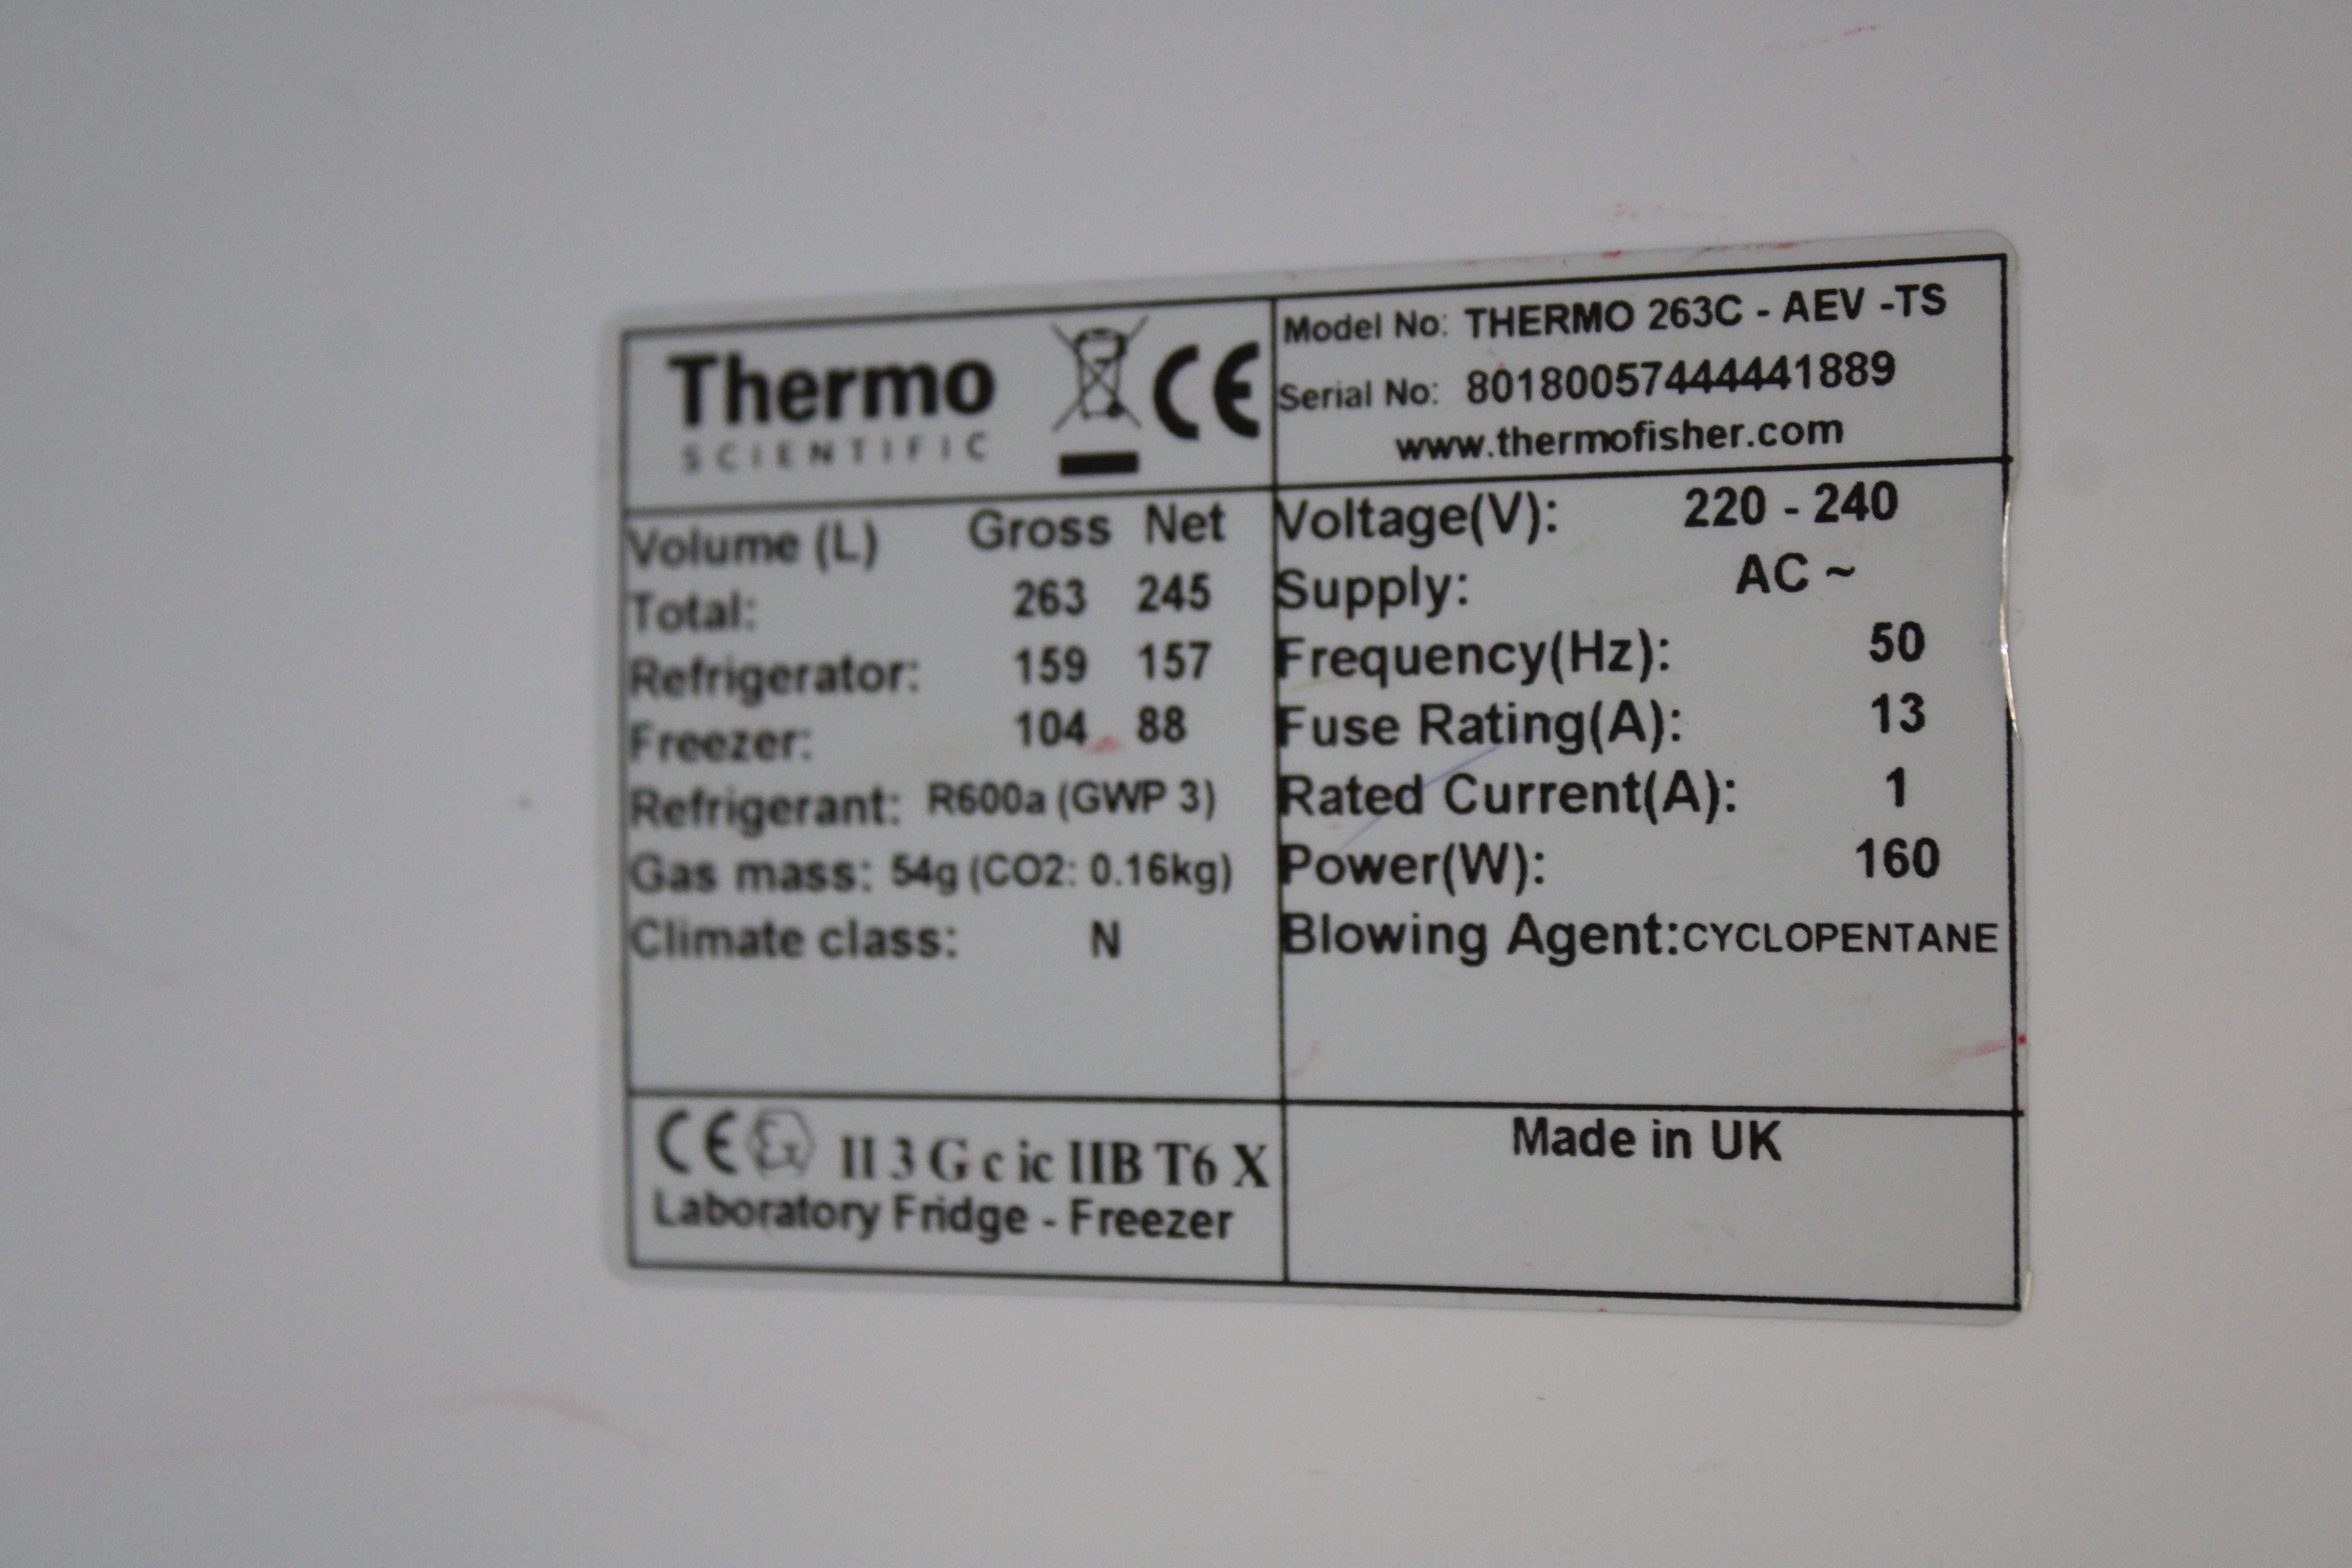 Thermo
SCIENTIFIC
CE
Model No: THERMO 263C - AEV -TS
Serial No: 80180057444441889
www.thermofisher.com
Volume (L) Gross Net
Total: 263 245
Refrigerator: 159 157
Freezer: 104 88
Refrigerant: R600a (GWP 3)
Gas mass: 54g (CO2: 0.16kg)
Climate class: N
Voltage(V): 220 - 240
Supply: AC ~
Frequency(Hz): 50
Fuse Rating(A): 13
Rated Current(A): 1
Power(W): 160
Blowing Agent:CYCLOPENTANE
CE Ex II 3 G c ic IIB T6 X
Laboratory Fridge - Freezer
Made in UK